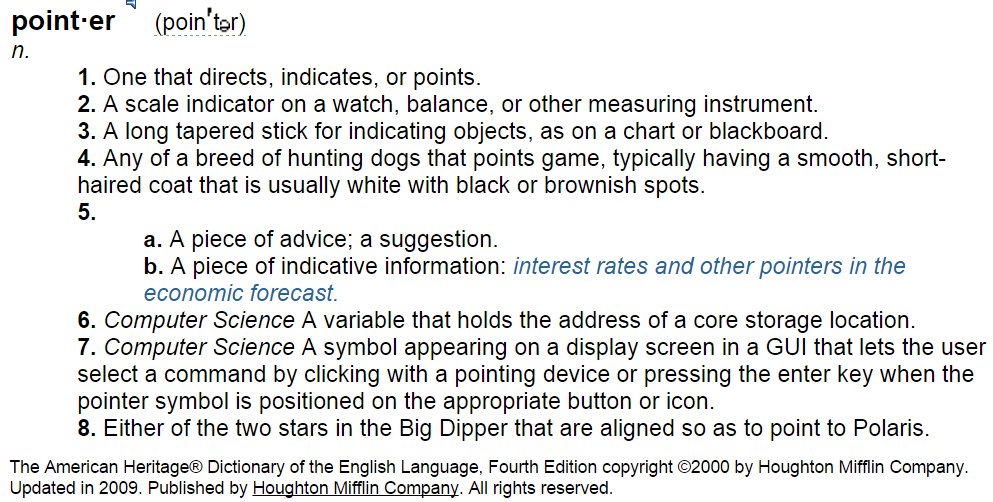 point·er (poin′tər)
n.
1. One that directs, indicates, or points.
2. A scale indicator on a watch, balance, or other measuring instrument.
3. A long tapered stick for indicating objects, as on a chart or blackboard.
4. Any of a breed of hunting dogs that points game, typically having a smooth, short-
haired coat that is usually white with black or brownish spots.
5.
a. A piece of advice; a suggestion.
b. A piece of indicative information: interest rates and other pointers in the
economic forecast.
6. Computer Science A variable that holds the address of a core storage location.
7. Computer Science A symbol appearing on a display screen in a GUI that lets the user
select a command by clicking with a pointing device or pressing the enter key when the
pointer symbol is positioned on the appropriate button or icon.
8. Either of the two stars in the Big Dipper that are aligned so as to point to Polaris.
The American Heritage® Dictionary of the English Language, Fourth Edition copyright ©2000 by Houghton Mifflin Company.
Updated in 2009. Published by Houghton Mifflin Company. All rights reserved.